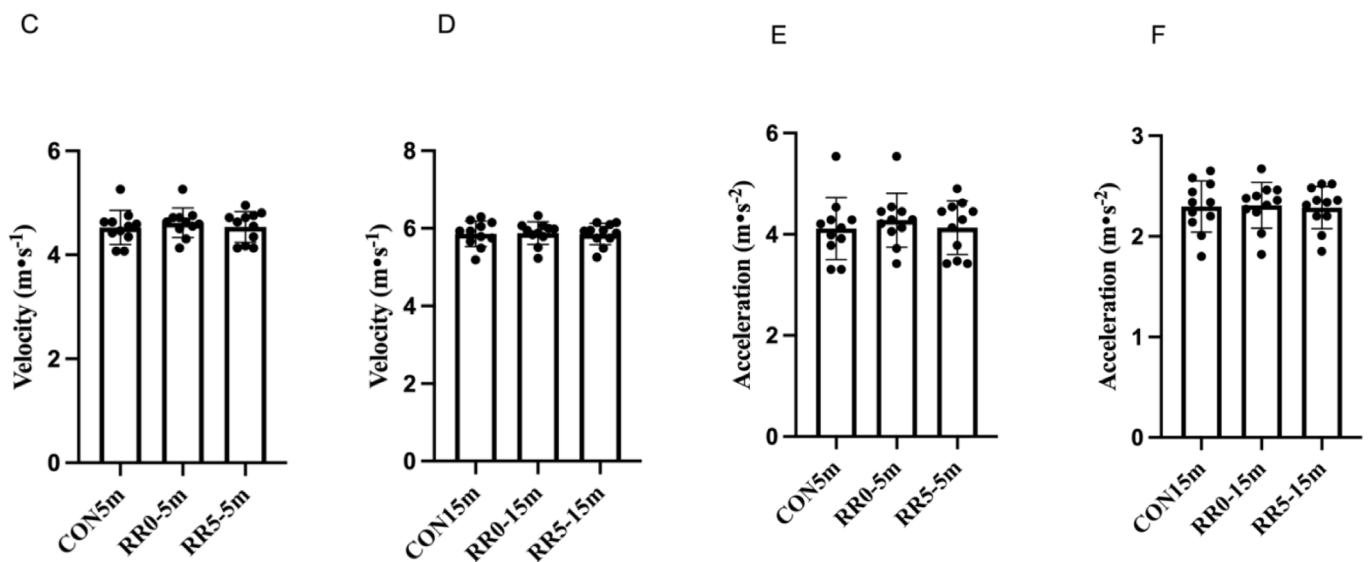 C
D
E
F
Velocity (m•s⁻¹)
6
4
2
0
CON5m
RR0-5m
RR5-5m
Velocity (m•s⁻¹)
8
6
4
2
0
CON15m
RR0-15m
RR5-15m
Acceleration (m•s⁻²)
6
4
2
0
CON5m
RR0-5m
RR5-5m
Acceleration (m•s⁻²)
3
2
1
0
CON15m
RR0-15m
RR5-15m